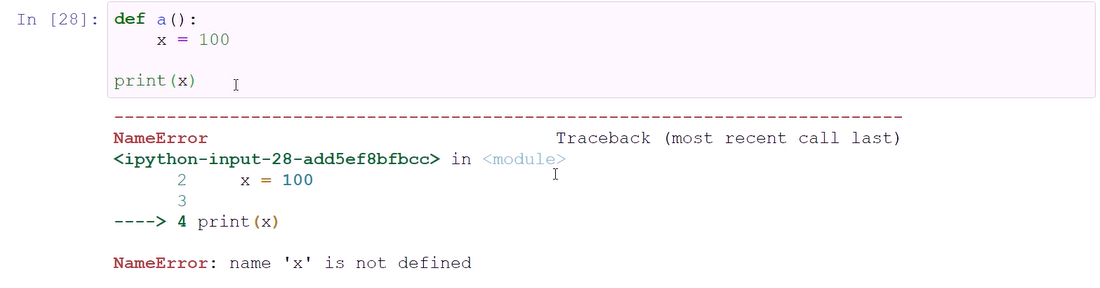 In [28]: def a():
    x = 100
print(x)
---------------------------------------------------------------------------
NameError                                 Traceback (most recent call last)
<ipython-input-28-add5ef8bfbcc> in <module>
      2     x = 100
      3
----> 4 print(x)
NameError: name 'x' is not defined